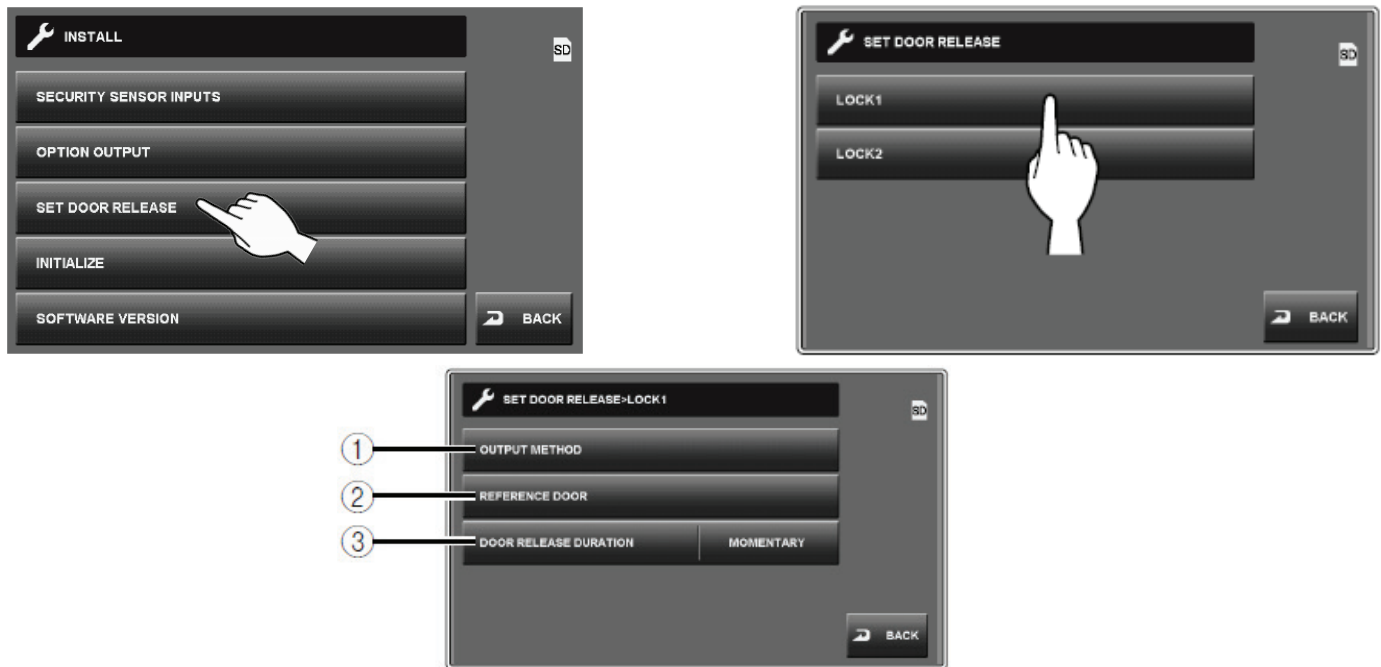 INSTALL
SD
SECURITY SENSOR INPUTS
OPTION OUTPUT
SET DOOR RELEASE
INITIALIZE
SOFTWARE VERSION
BACK
SET DOOR RELEASE
SD
LOCK1
LOCK2
BACK
SET DOOR RELEASE>LOCK1
SD
① OUTPUT METHOD
② REFERENCE DOOR
③ DOOR RELEASE DURATION MOMENTARY
BACK